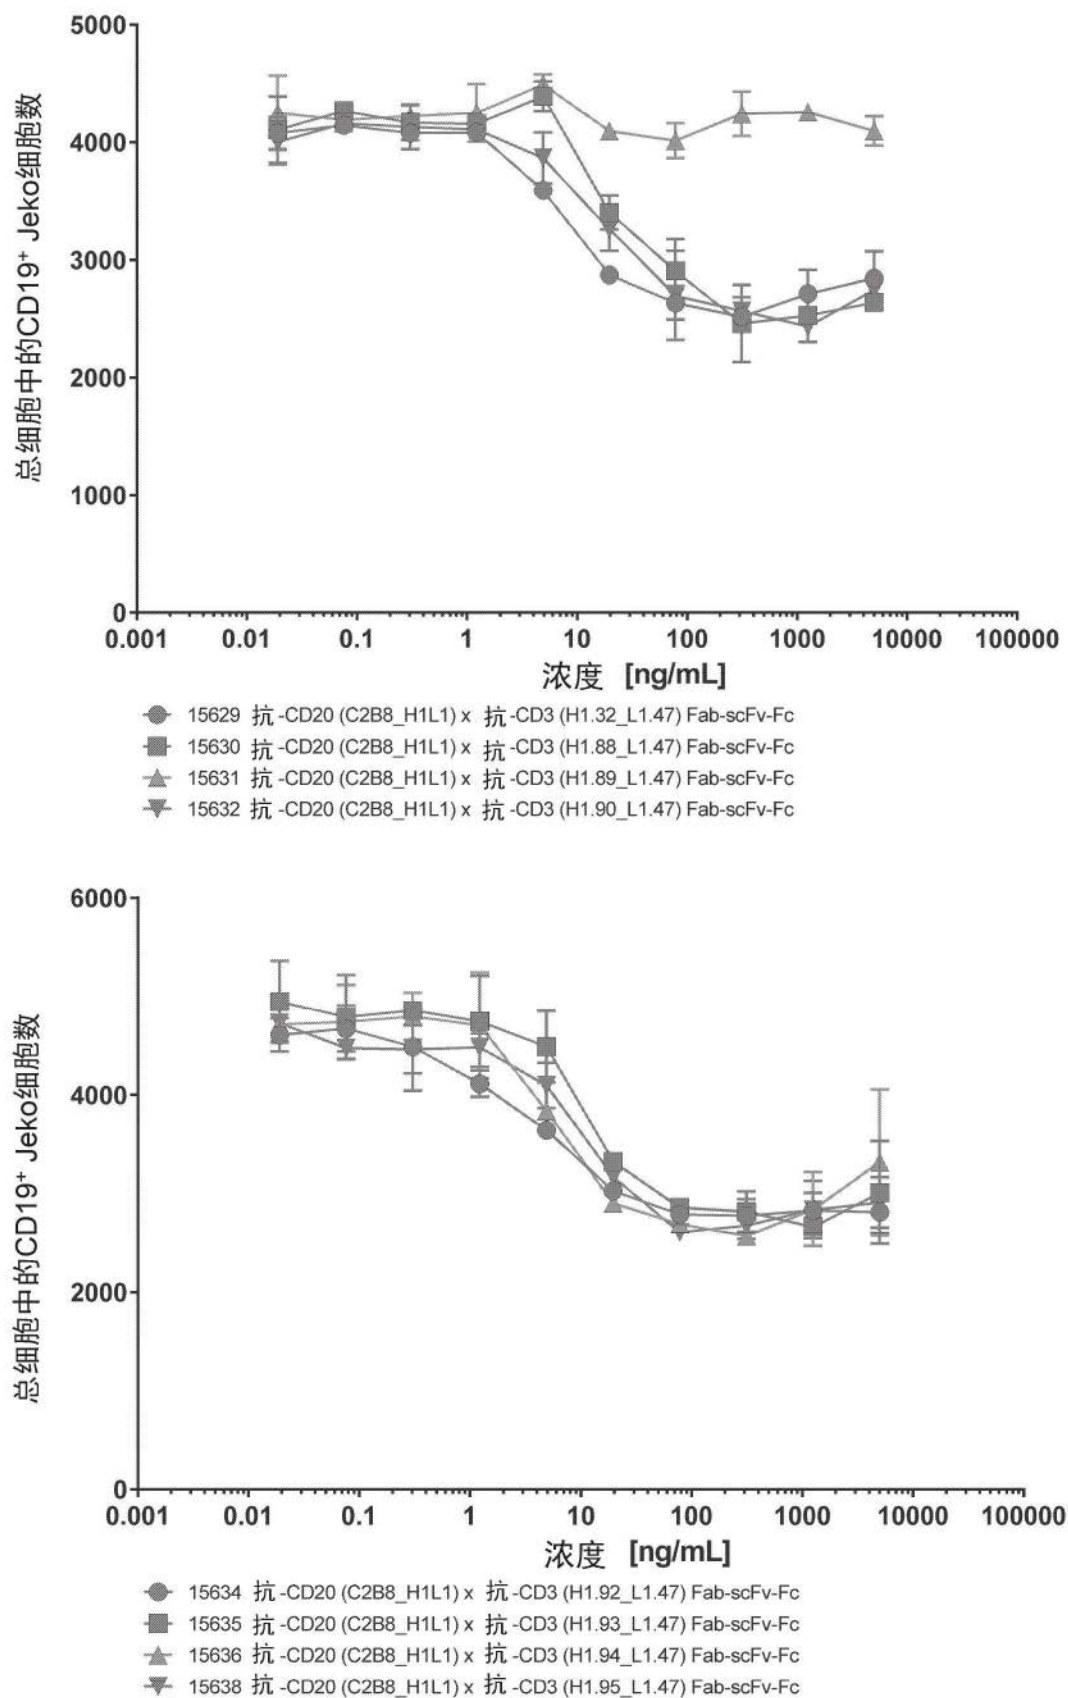 5000
4000
3000
2000
1000
0
总细胞中的CD19⁺ Jeko细胞数
0.001 0.01 0.1 1 10 100 1000 10000 100000
浓度 [ng/mL]
15629 抗-CD20 (C2B8_H1L1) x 抗-CD3 (H1.32_L1.47) Fab-scFv-Fc
15630 抗-CD20 (C2B8_H1L1) x 抗-CD3 (H1.88_L1.47) Fab-scFv-Fc
15631 抗-CD20 (C2B8_H1L1) x 抗-CD3 (H1.89_L1.47) Fab-scFv-Fc
15632 抗-CD20 (C2B8_H1L1) x 抗-CD3 (H1.90_L1.47) Fab-scFv-Fc
6000
4000
2000
0
总细胞中的CD19⁺ Jeko细胞数
0.001 0.01 0.1 1 10 100 1000 10000 100000
浓度 [ng/mL]
15634 抗-CD20 (C2B8_H1L1) x 抗-CD3 (H1.92_L1.47) Fab-scFv-Fc
15635 抗-CD20 (C2B8_H1L1) x 抗-CD3 (H1.93_L1.47) Fab-scFv-Fc
15636 抗-CD20 (C2B8_H1L1) x 抗-CD3 (H1.94_L1.47) Fab-scFv-Fc
15638 抗-CD20 (C2B8_H1L1) x 抗-CD3 (H1.95_L1.47) Fab-scFv-Fc